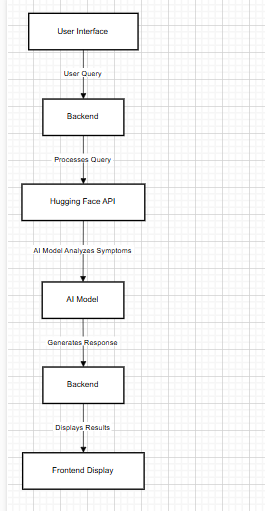 User Interface
User Query
Backend
Processes Query
Hugging Face API
AI Model Analyzes Symptoms
AI Model
Generates Response
Backend
Displays Results
Frontend Display